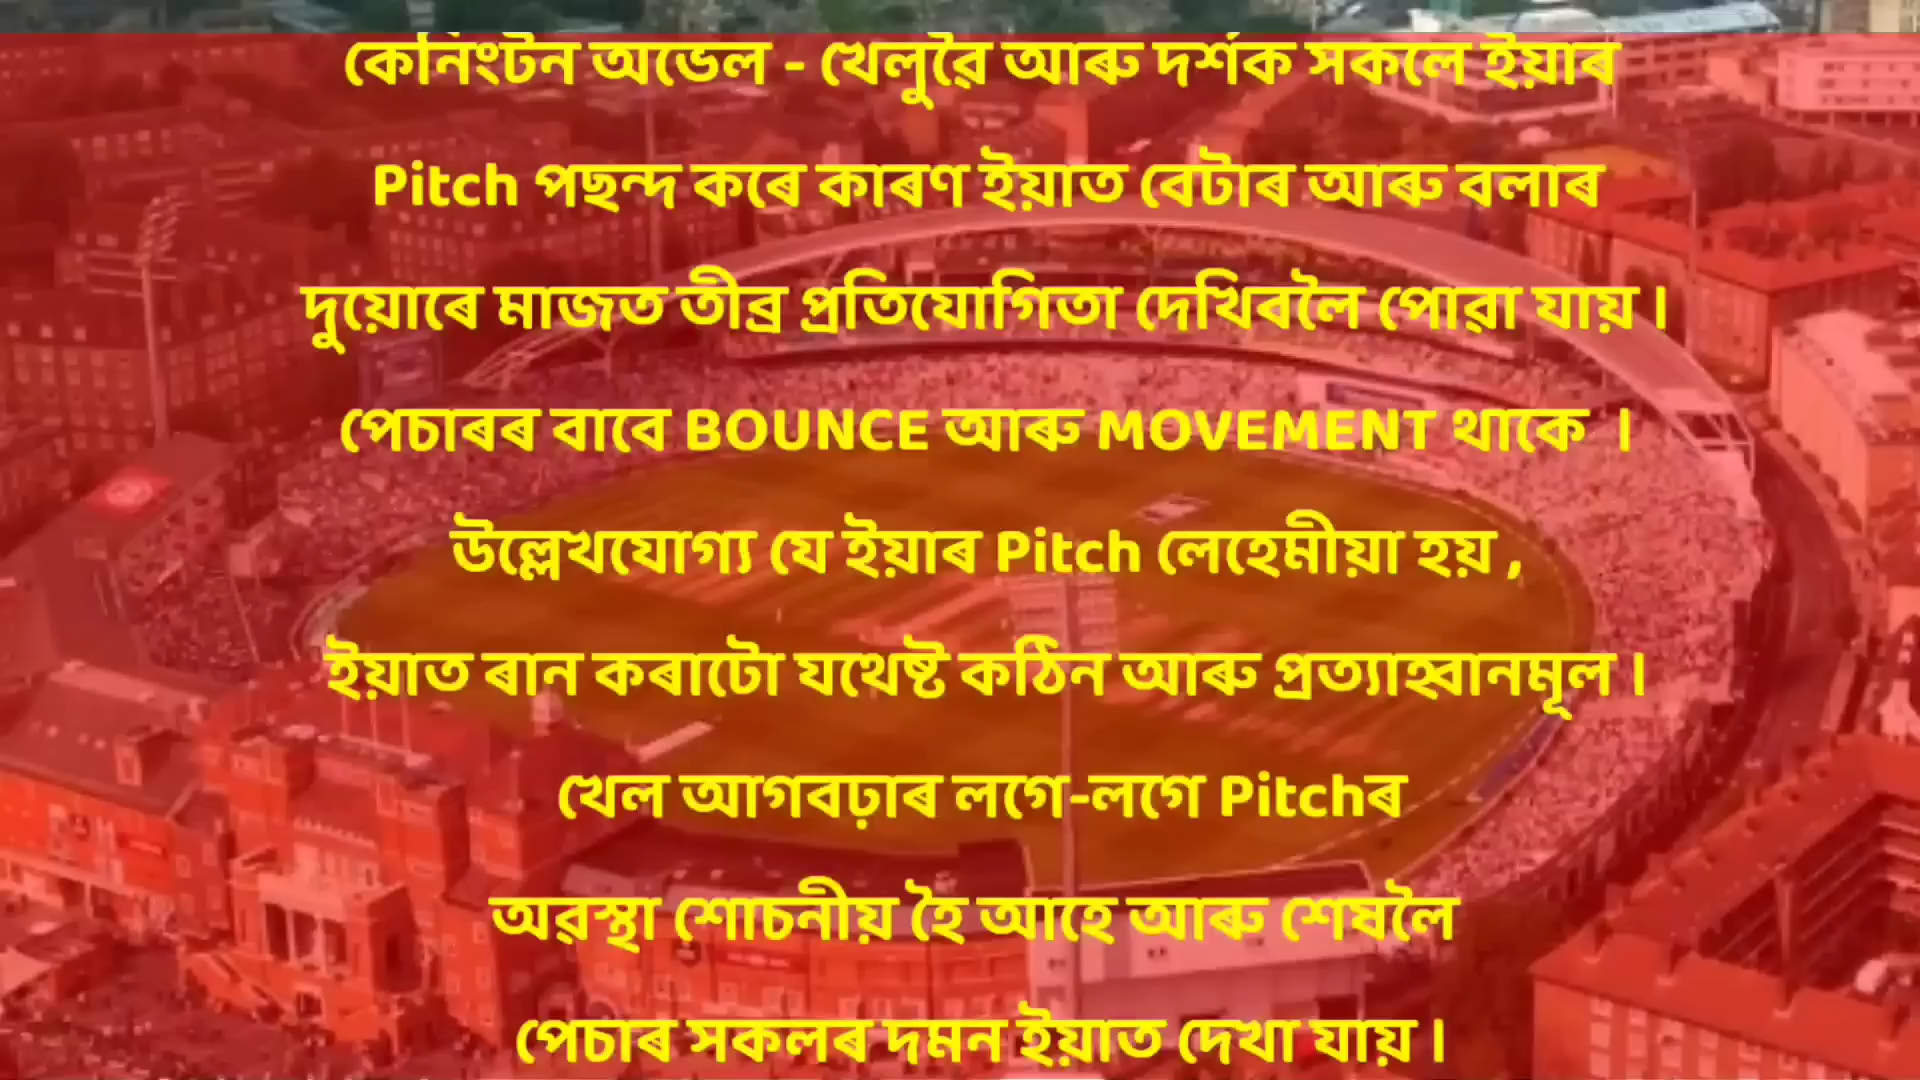 কেনিংটন অভেল - খেলুৱৈ আৰু দৰ্শক সকলে ইয়াৰ
Pitch পছন্দ কৰে কাৰণ ইয়াত বেটাৰ আৰু বলাৰ
দুয়োৰে মাজত তীব্ৰ প্ৰতিযোগিতা দেখিবলৈ পোৱা যায়।
পেচাৰৰ বাবে BOUNCE আৰু MOVEMENT থাকে ।
উল্লেখযোগ্য যে ইয়াৰ Pitch লেহেমীয়া হয় ,
ইয়াত ৰান কৰাটো যথেষ্ট কঠিন আৰু প্ৰত্যাহ্বানমূল।
খেল আগবঢ়াৰ লগে-লগে Pitchৰ
অৱস্থা শোচনীয় হৈ আহে আৰু শেষলৈ
পেচাৰ সকলৰ দমন ইয়াত দেখা যায়।